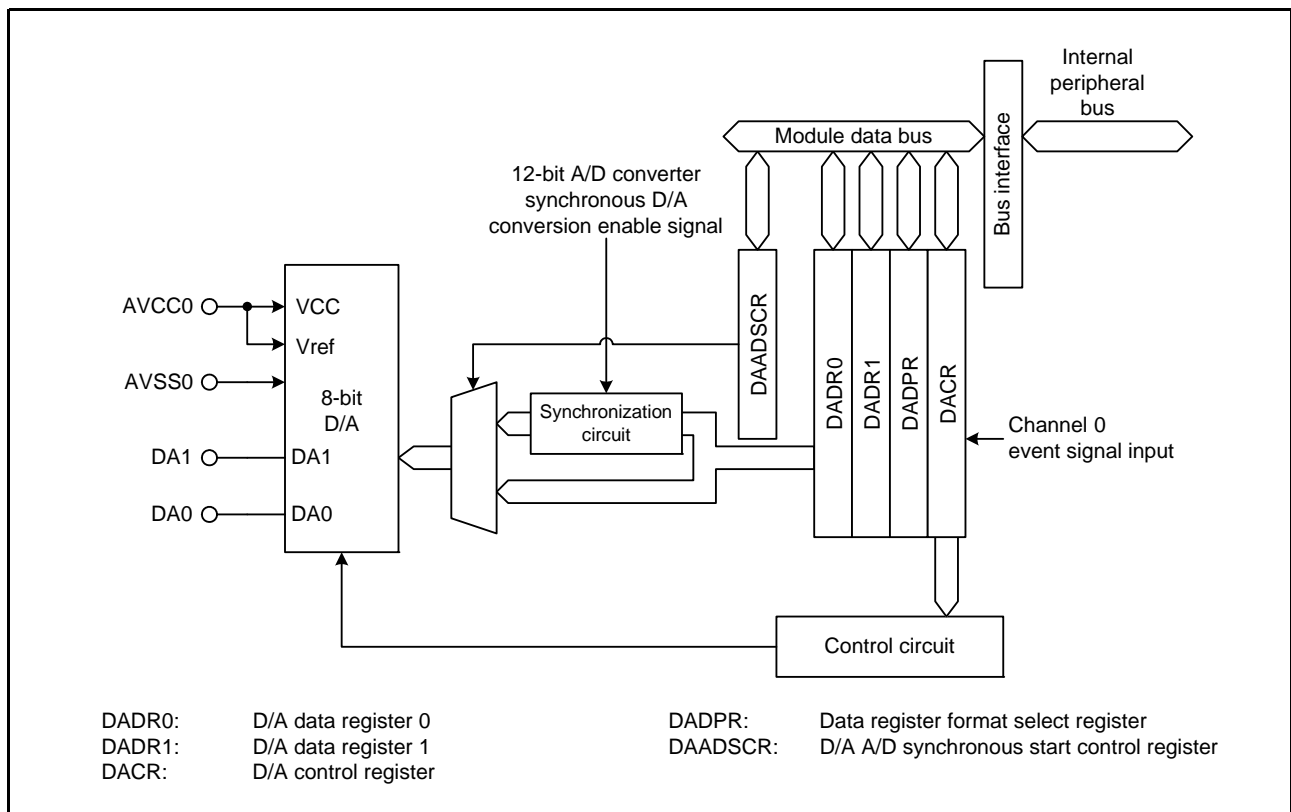 Internal
peripheral
bus
Module data bus
Bus interface
12-bit A/D converter
synchronous D/A
conversion enable signal
AVCC0
VCC
Vref
AVSS0
8-bit
D/A
DA1
DA1
DA0
DA0
Synchronization
circuit
DAADSCR
DADR0
DADR1
DADPR
DACR
Channel 0
event signal input
Control circuit
DADR0: D/A data register 0
DADR1: D/A data register 1
DACR: D/A control register
DADPR: Data register format select register
DAADSCR: D/A A/D synchronous start control register